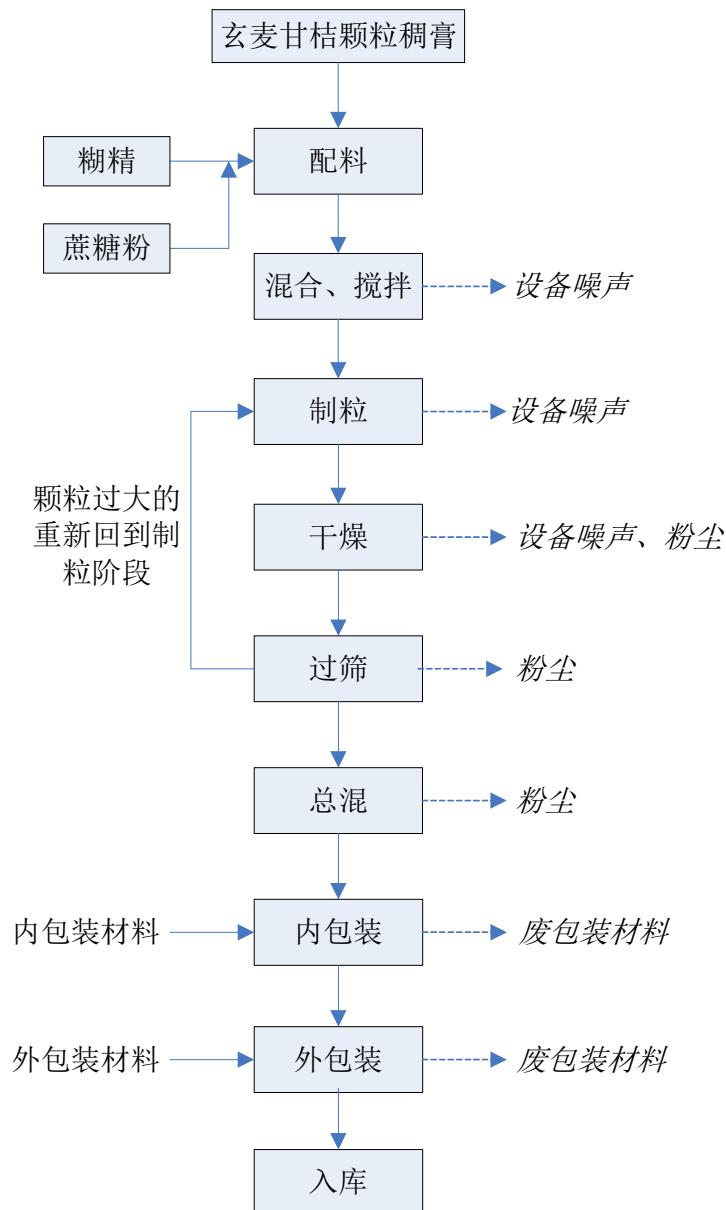 玄麦甘桔颗粒稠膏
糊精
配料
蔗糖粉
混合、搅拌
设备噪声
制粒
设备噪声
颗粒过大的
重新回到制
粒阶段
干燥
设备噪声、粉尘
过筛
粉尘
总混
粉尘
内包装材料
内包装
废包装材料
外包装材料
外包装
废包装材料
入库